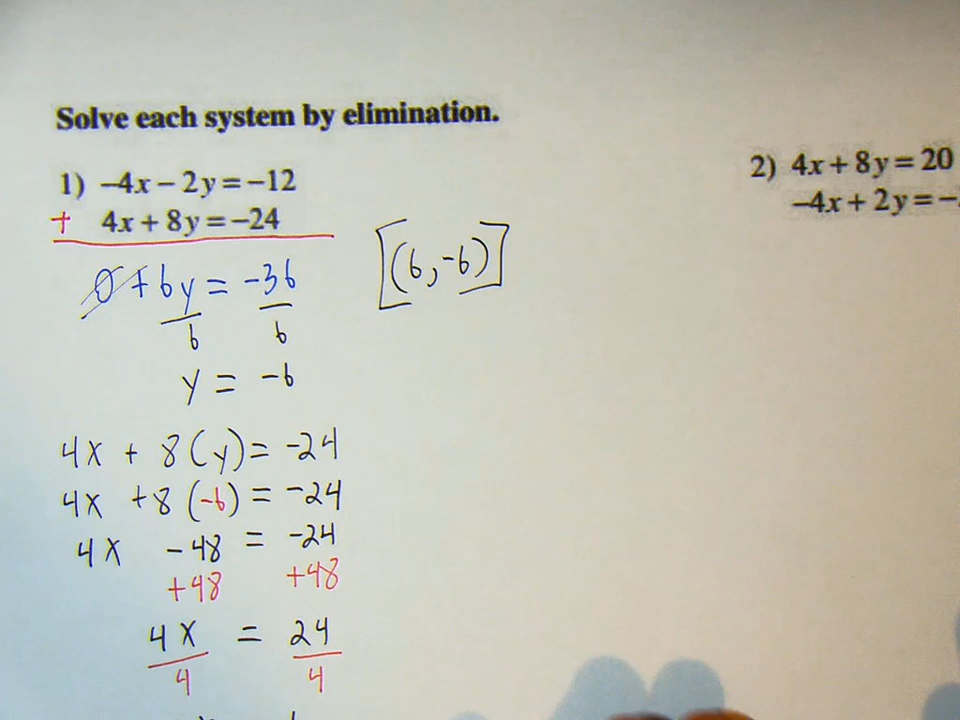 Solve each system by elimination.
1) –4x – 2y = –12
+ 4x + 8y = –24
0 + 6y = -36
6 6
y = -6
[(6,-6)]
4x + 8(y) = -24
4x +8(-6) = -24
4x -48 = -24
+48 +48
4x = 24
4 4
2) 4x + 8y = 20
–4x + 2y = –